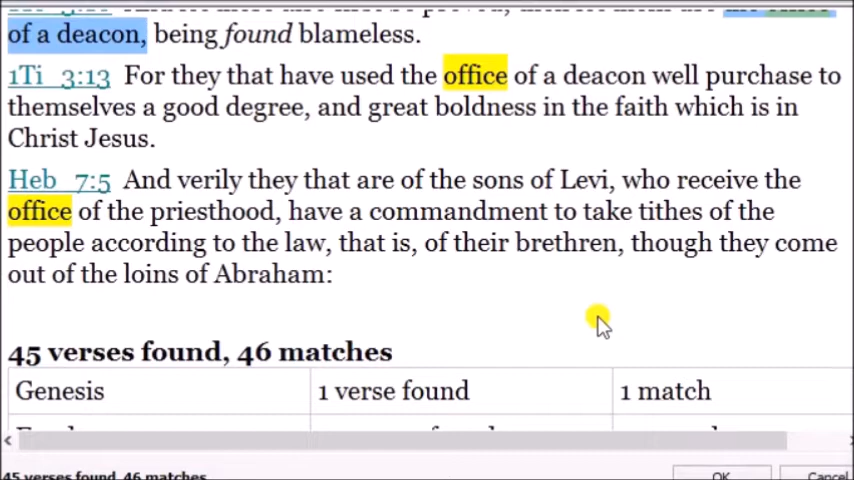 of a deacon, being found blameless.
1Ti 3:13 For they that have used the office of a deacon well purchase to
themselves a good degree, and great boldness in the faith which is in
Christ Jesus.
Heb 7:5 And verily they that are of the sons of Levi, who receive the
office of the priesthood, have a commandment to take tithes of the
people according to the law, that is, of their brethren, though they come
out of the loins of Abraham:
45 verses found, 46 matches
Genesis 1 verse found 1 match
45 verses found, 46 matches OK Cancel